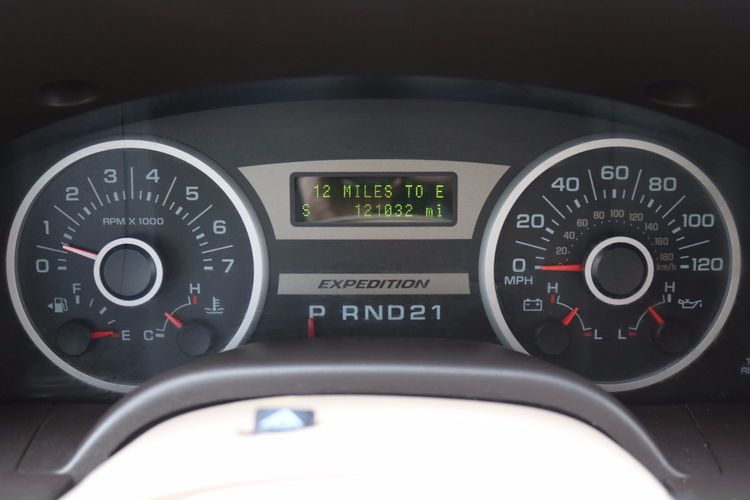 12 MILES TO E
S 121032 mi
0 1 2 3 4 5 6 7
RPM X 1000
F
E
C
H
EXPEDITION
P RND21
0 20 40 60 80 100 120
MPH
20 40 60 80 100 120 140 160 180
km/h
H
L
L
H